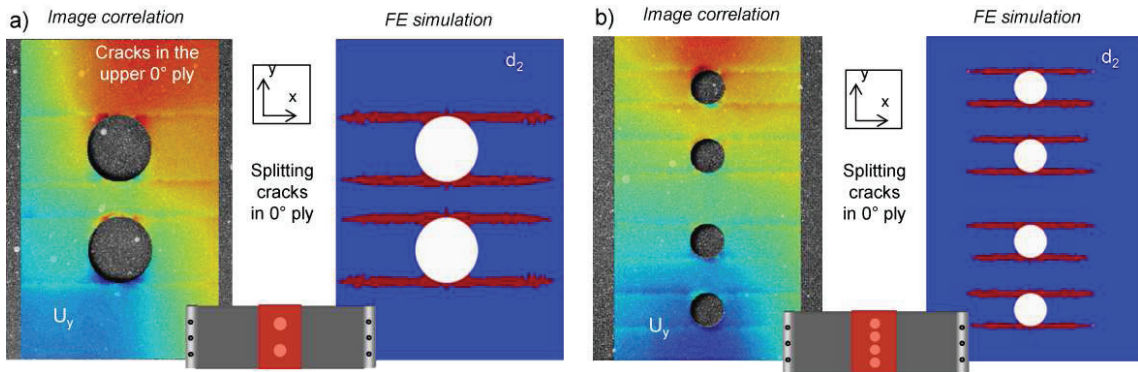 a)
Image correlation
FE simulation
Cracks in the
upper 0° ply
y
x
Splitting
cracks
in 0° ply
d2
Uy
b)
Image correlation
FE simulation
y
x
Splitting
cracks
in 0° ply
d2
Uy